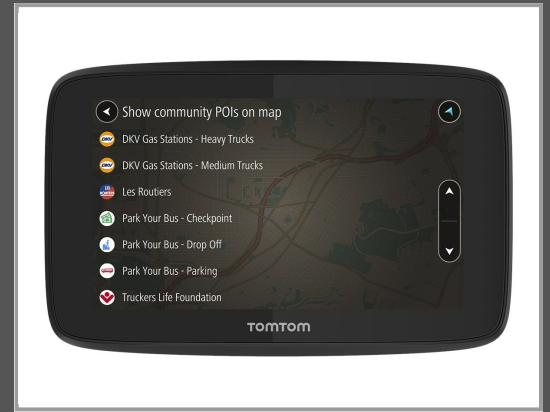 Show community POIs on map
DKV Gas Stations - Heavy Trucks
DKV Gas Stations - Medium Trucks
Les Routiers
Park Your Bus - Checkpoint
Park Your Bus - Drop Off
Park Your Bus - Parking
Truckers Life Foundation
TOMTOM